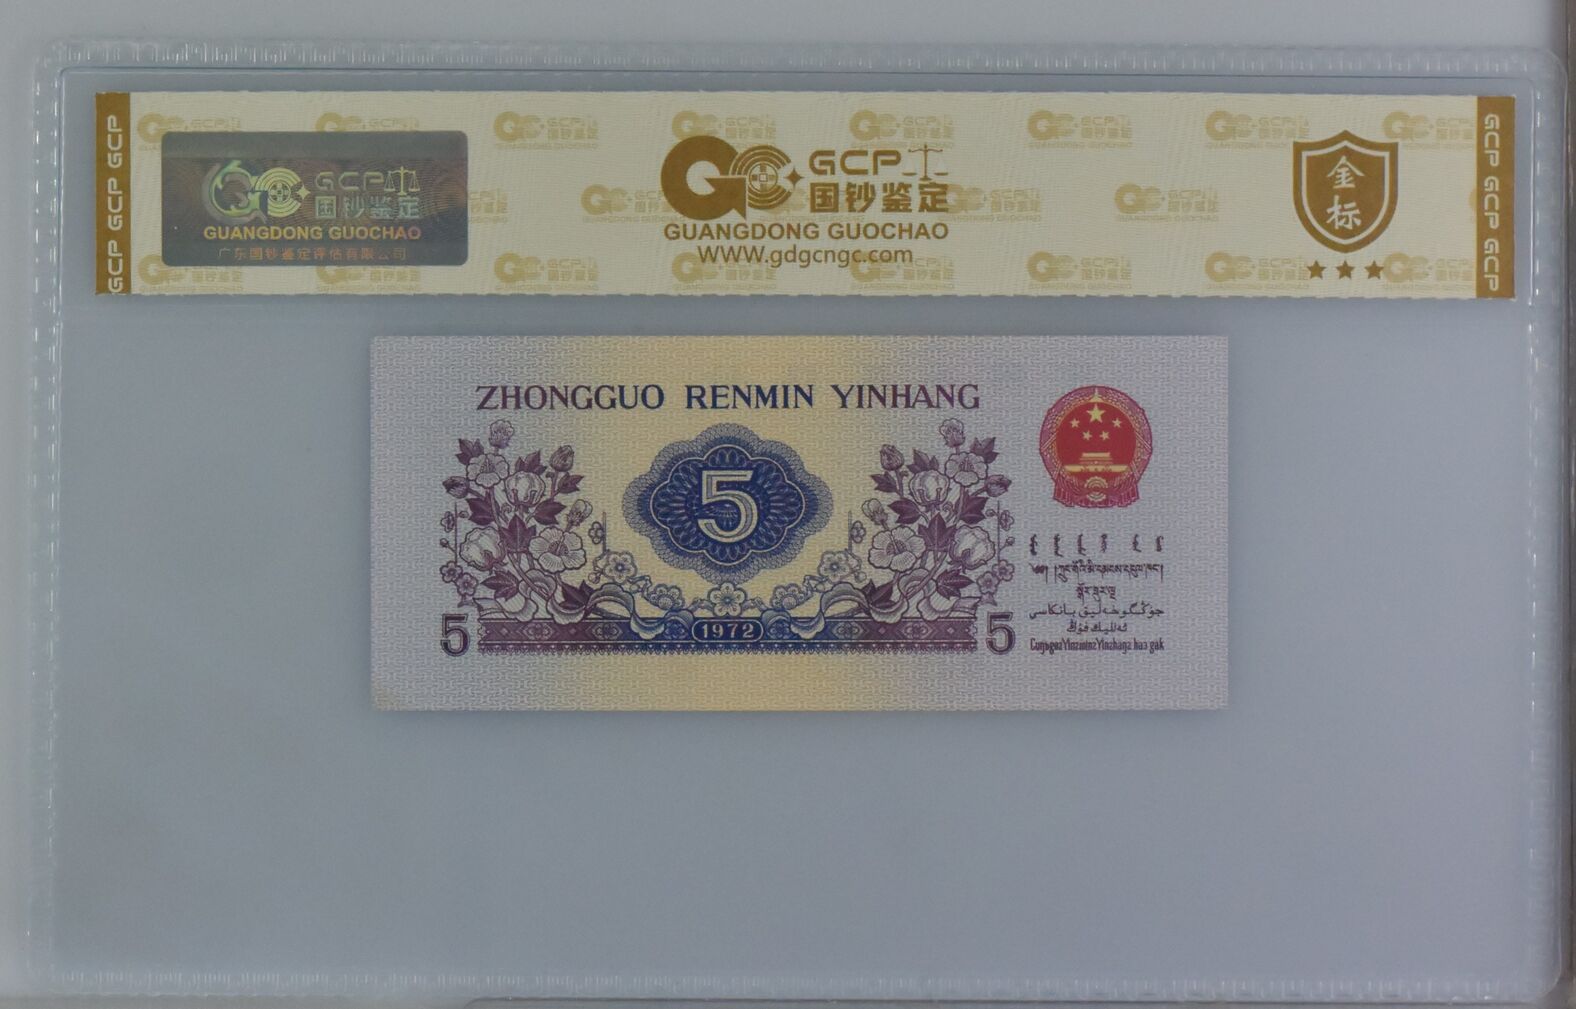 GCP GCP GCP
GCP 国钞鉴定
GUANGDONG GUOCHAO
广东国钞鉴定评估有限公司
GCP
国钞鉴定
GUANGDONG GUOCHAO
WWW.gdgcngc.com
金标
GCP GCP GCP
ZHONGGUO RENMIN YINHANG
5
5
1972
5